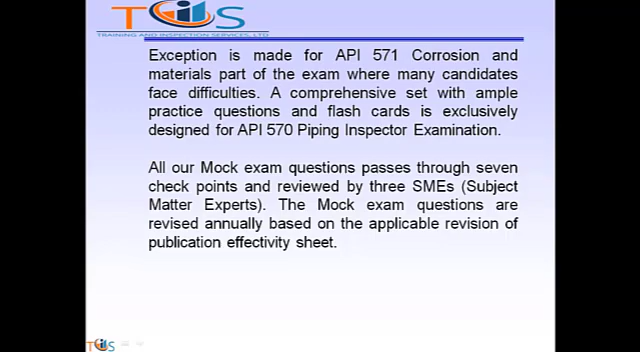 TIS
TRAINING AND INSPECTION SERVICES, LTD
Exception is made for API 571 Corrosion and
materials part of the exam where many candidates
face difficulties. A comprehensive set with ample
practice questions and flash cards is exclusively
designed for API 570 Piping Inspector Examination.
All our Mock exam questions passes through seven
check points and reviewed by three SMEs (Subject
Matter Experts). The Mock exam questions are
revised annually based on the applicable revision of
publication effectivity sheet.
TIS